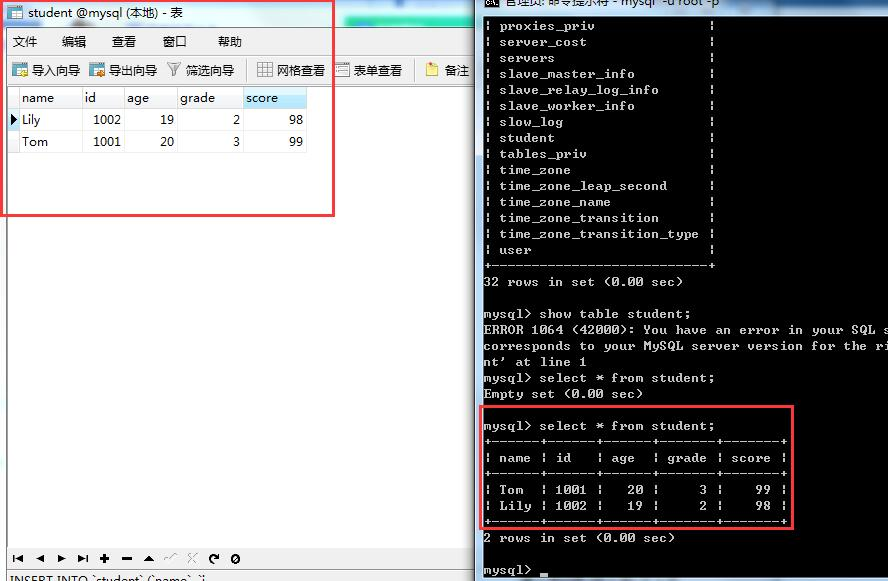 student @mysql (本地) - 表
文件 编辑 查看 窗口 帮助
导入向导 导出向导 筛选向导 网格查看 表单查看 备注
name id age grade score
Lily 1002 19 2 98
Tom 1001 20 3 99
管理员: 命令提示符 - mysql -u root -p
| proxies_priv |
| server_cost |
| servers |
| slave_master_info |
| slave_relay_log_info |
| slave_worker_info |
| slow_log |
| student |
| tables_priv |
| time_zone |
| time_zone_leap_second |
| time_zone_name |
| time_zone_transition |
| time_zone_transition_type |
| user |
+---------------------------+
32 rows in set (0.00 sec)
mysql> show table student;
ERROR 1064 (42000): You have an error in your SQL s
corresponds to your MySQL server version for the ri
nt' at line 1
mysql> select * from student;
Empty set (0.00 sec)
mysql> select * from student;
+------+------+------+-------+-------+
| name | id | age | grade | score |
+------+------+------+-------+-------+
| Tom | 1001 | 20 | 3 | 99 |
| Lily | 1002 | 19 | 2 | 98 |
+------+------+------+-------+-------+
2 rows in set (0.00 sec)
mysql>
INSERT INTO `student` (`name`, `i